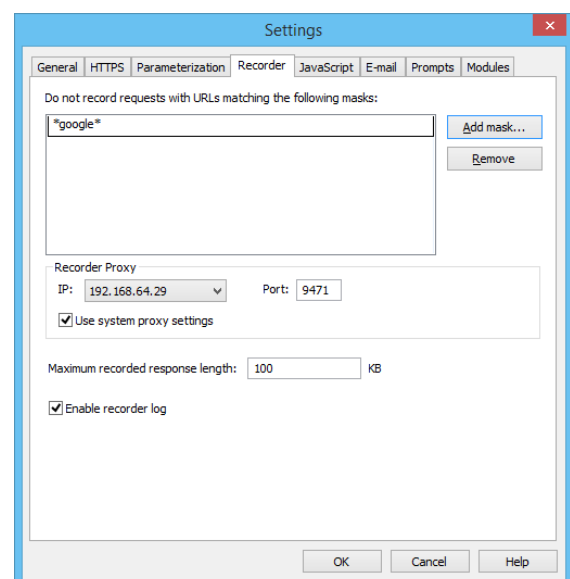 Settings
General HTTPS Parameterization Recorder JavaScript E-mail Prompts Modules
Do not record requests with URLs matching the following masks:
*google*
Add mask...
Remove
Recorder Proxy
IP: 192.168.64.29 Port: 9471
Use system proxy settings
Maximum recorded response length: 100 KB
Enable recorder log
OK Cancel Help